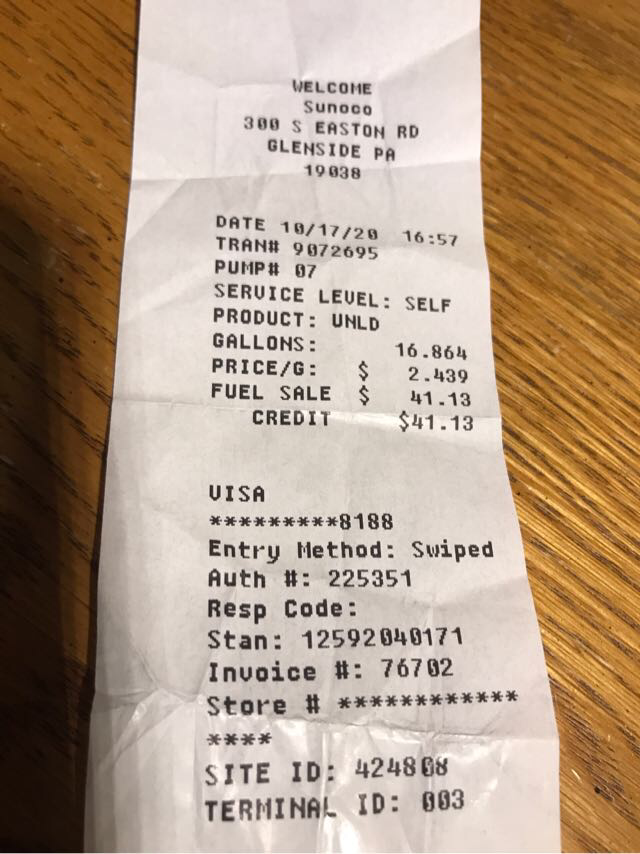 WELCOME
Sunoco
300 S EASTON RD
GLENSIDE PA
19038
DATE 10/17/20 16:57
TRAN# 9072695
PUMP# 07
SERVICE LEVEL: SELF
PRODUCT: UNLD
GALLONS: 16.864
PRICE/G: $ 2.439
FUEL SALE $ 41.13
CREDIT $41.13
VISA
*********8188
Entry Method: Swiped
Auth #: 225351
Resp Code:
Stan: 12592040171
Invoice #: 76702
Store # ************
****
SITE ID: 424808
TERMINAL ID: 003